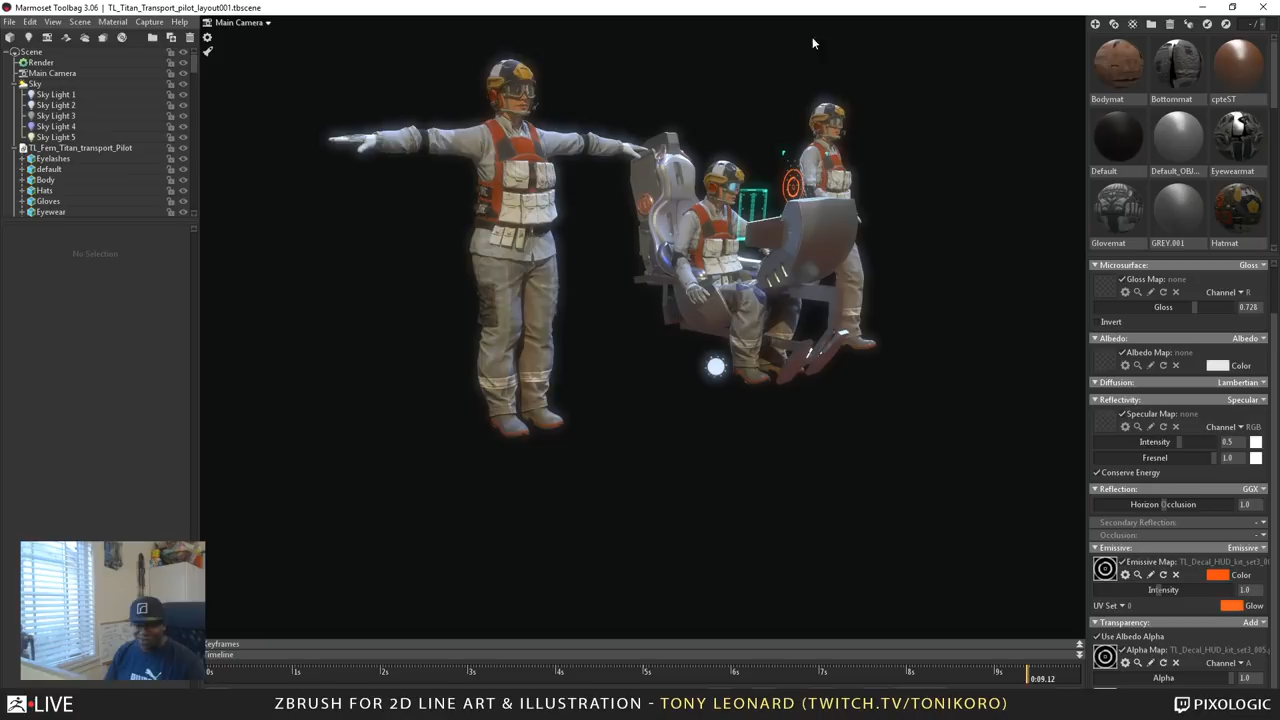 Marmoset Toolbag 3.06 | TL_Titan_Transport_pilot_layout001.tbscene
File Edit View Scene Material Capture Help
Main Camera
Scene
Render
Main Camera
Sky
Sky Light 1
Sky Light 2
Sky Light 3
Sky Light 4
Sky Light 5
TL_Fem_Titan_transport_Pilot
Eyelashes
default
Body
Hats
Gloves
Eyewear
No Selection
Bodymat
Bottommat
cpteST
Default
Default_OBJ...
Eyewearmat
Glovemat
GREY.001
Hatmat
Microsurface: Gloss
Gloss Map: none
Channel R
Gloss 0.728
Invert
Albedo: Albedo
Albedo Map: none
Color
Diffusion: Lambertian
Reflectivity: Specular
Specular Map: none
Channel RGB
Intensity 0.5
Fresnel 1.0
Conserve Energy
Reflection: GGX
Horizon Occlusion 1.0
Secondary Reflection: -
Occlusion: -
Emissive: Emissive
Emissive Map: TL_Decal_HUD_kit_set3_0
Color
Intensity 1.0
UV Set 0 Glow
Transparency: Add
Use Albedo Alpha
Alpha Map: TL_Decal_HUD_kit_set3_005.
Channel A
Alpha 1.0
Keyframes
Timeline
0s 1s 2s 3s 4s 5s 6s 7s 8s 9s
0:09.12
LIVE
ZBRUSH FOR 2D LINE ART & ILLUSTRATION - TONY LEONARD (TWITCH.TV/TONIKORO)
PIXOLOGIC